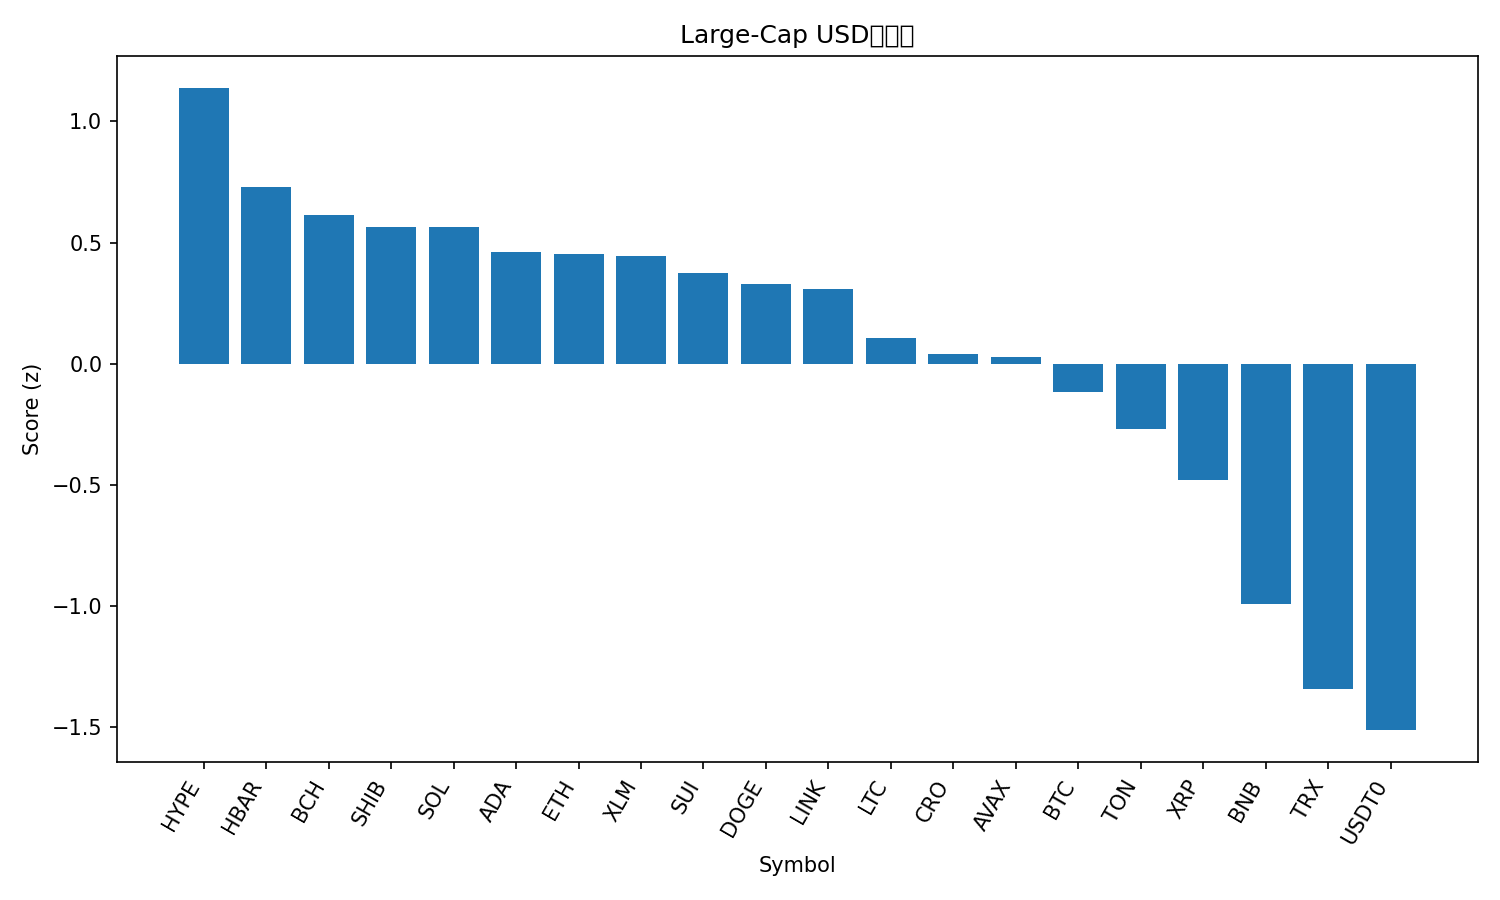 Large-Cap USD
Score (z)
1.0
0.5
0.0
−0.5
−1.0
−1.5
HYPE
HBAR
BCH
SHIB
SOL
ADA
ETH
XLM
SUI
DOGE
LINK
LTC
CRO
AVAX
BTC
TON
XRP
BNB
TRX
USDT0
Symbol